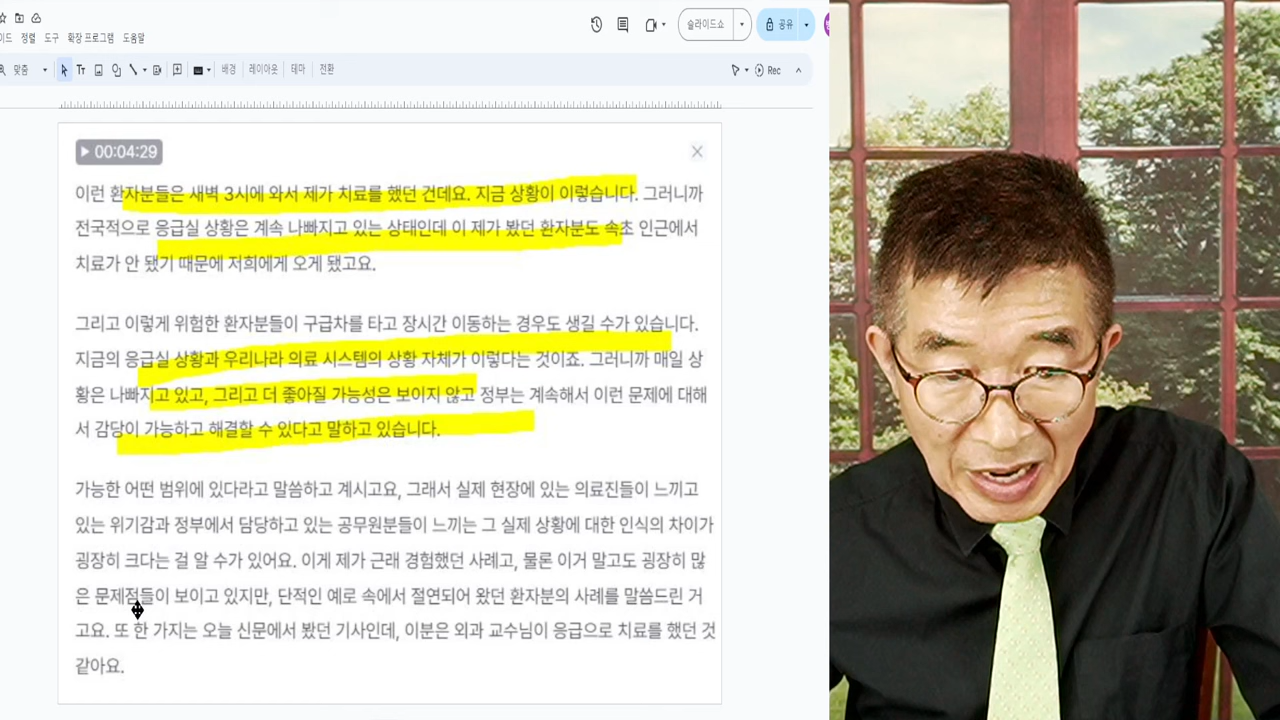 이드 정렬 도구 확장 프로그램 도움말
슬라이드쇼
공유
맞춤
Tr
배경 레이아웃 테마 전환
Rec
00:04:29
이런 환자분들은 새벽 3시에 와서 제가 치료를 했던 건데요. 지금 상황이 이렇습니다. 그러니까
전국적으로 응급실 상황은 계속 나빠지고 있는 상태인데 이 제가 봤던 환자분도 속초 인근에서
치료가 안 됐기 때문에 저희에게 오게 됐고요.
그리고 이렇게 위험한 환자분들이 구급차를 타고 장시간 이동하는 경우도 생길 수가 있습니다.
지금의 응급실 상황과 우리나라 의료 시스템의 상황 자체가 이렇다는 것이죠. 그러니까 매일 상
황은 나빠지고 있고, 그리고 더 좋아질 가능성은 보이지 않고 정부는 계속해서 이런 문제에 대해
서 감당이 가능하고 해결할 수 있다고 말하고 있습니다.
가능한 어떤 범위에 있다라고 말씀하고 계시고요, 그래서 실제 현장에 있는 의료진들이 느끼고
있는 위기감과 정부에서 담당하고 있는 공무원분들이 느끼는 그 실제 상황에 대한 인식의 차이가
굉장히 크다는 걸 알 수가 있어요. 이게 제가 근래 경험했던 사례고, 물론 이거 말고도 굉장히 많
은 문제점들이 보이고 있지만, 단적인 예로 속에서 절연되어 왔던 환자분의 사례를 말씀드린 거
고요. 또 한 가지는 오늘 신문에서 봤던 기사인데, 이분은 외과 교수님이 응급으로 치료를 했던 것
같아요.